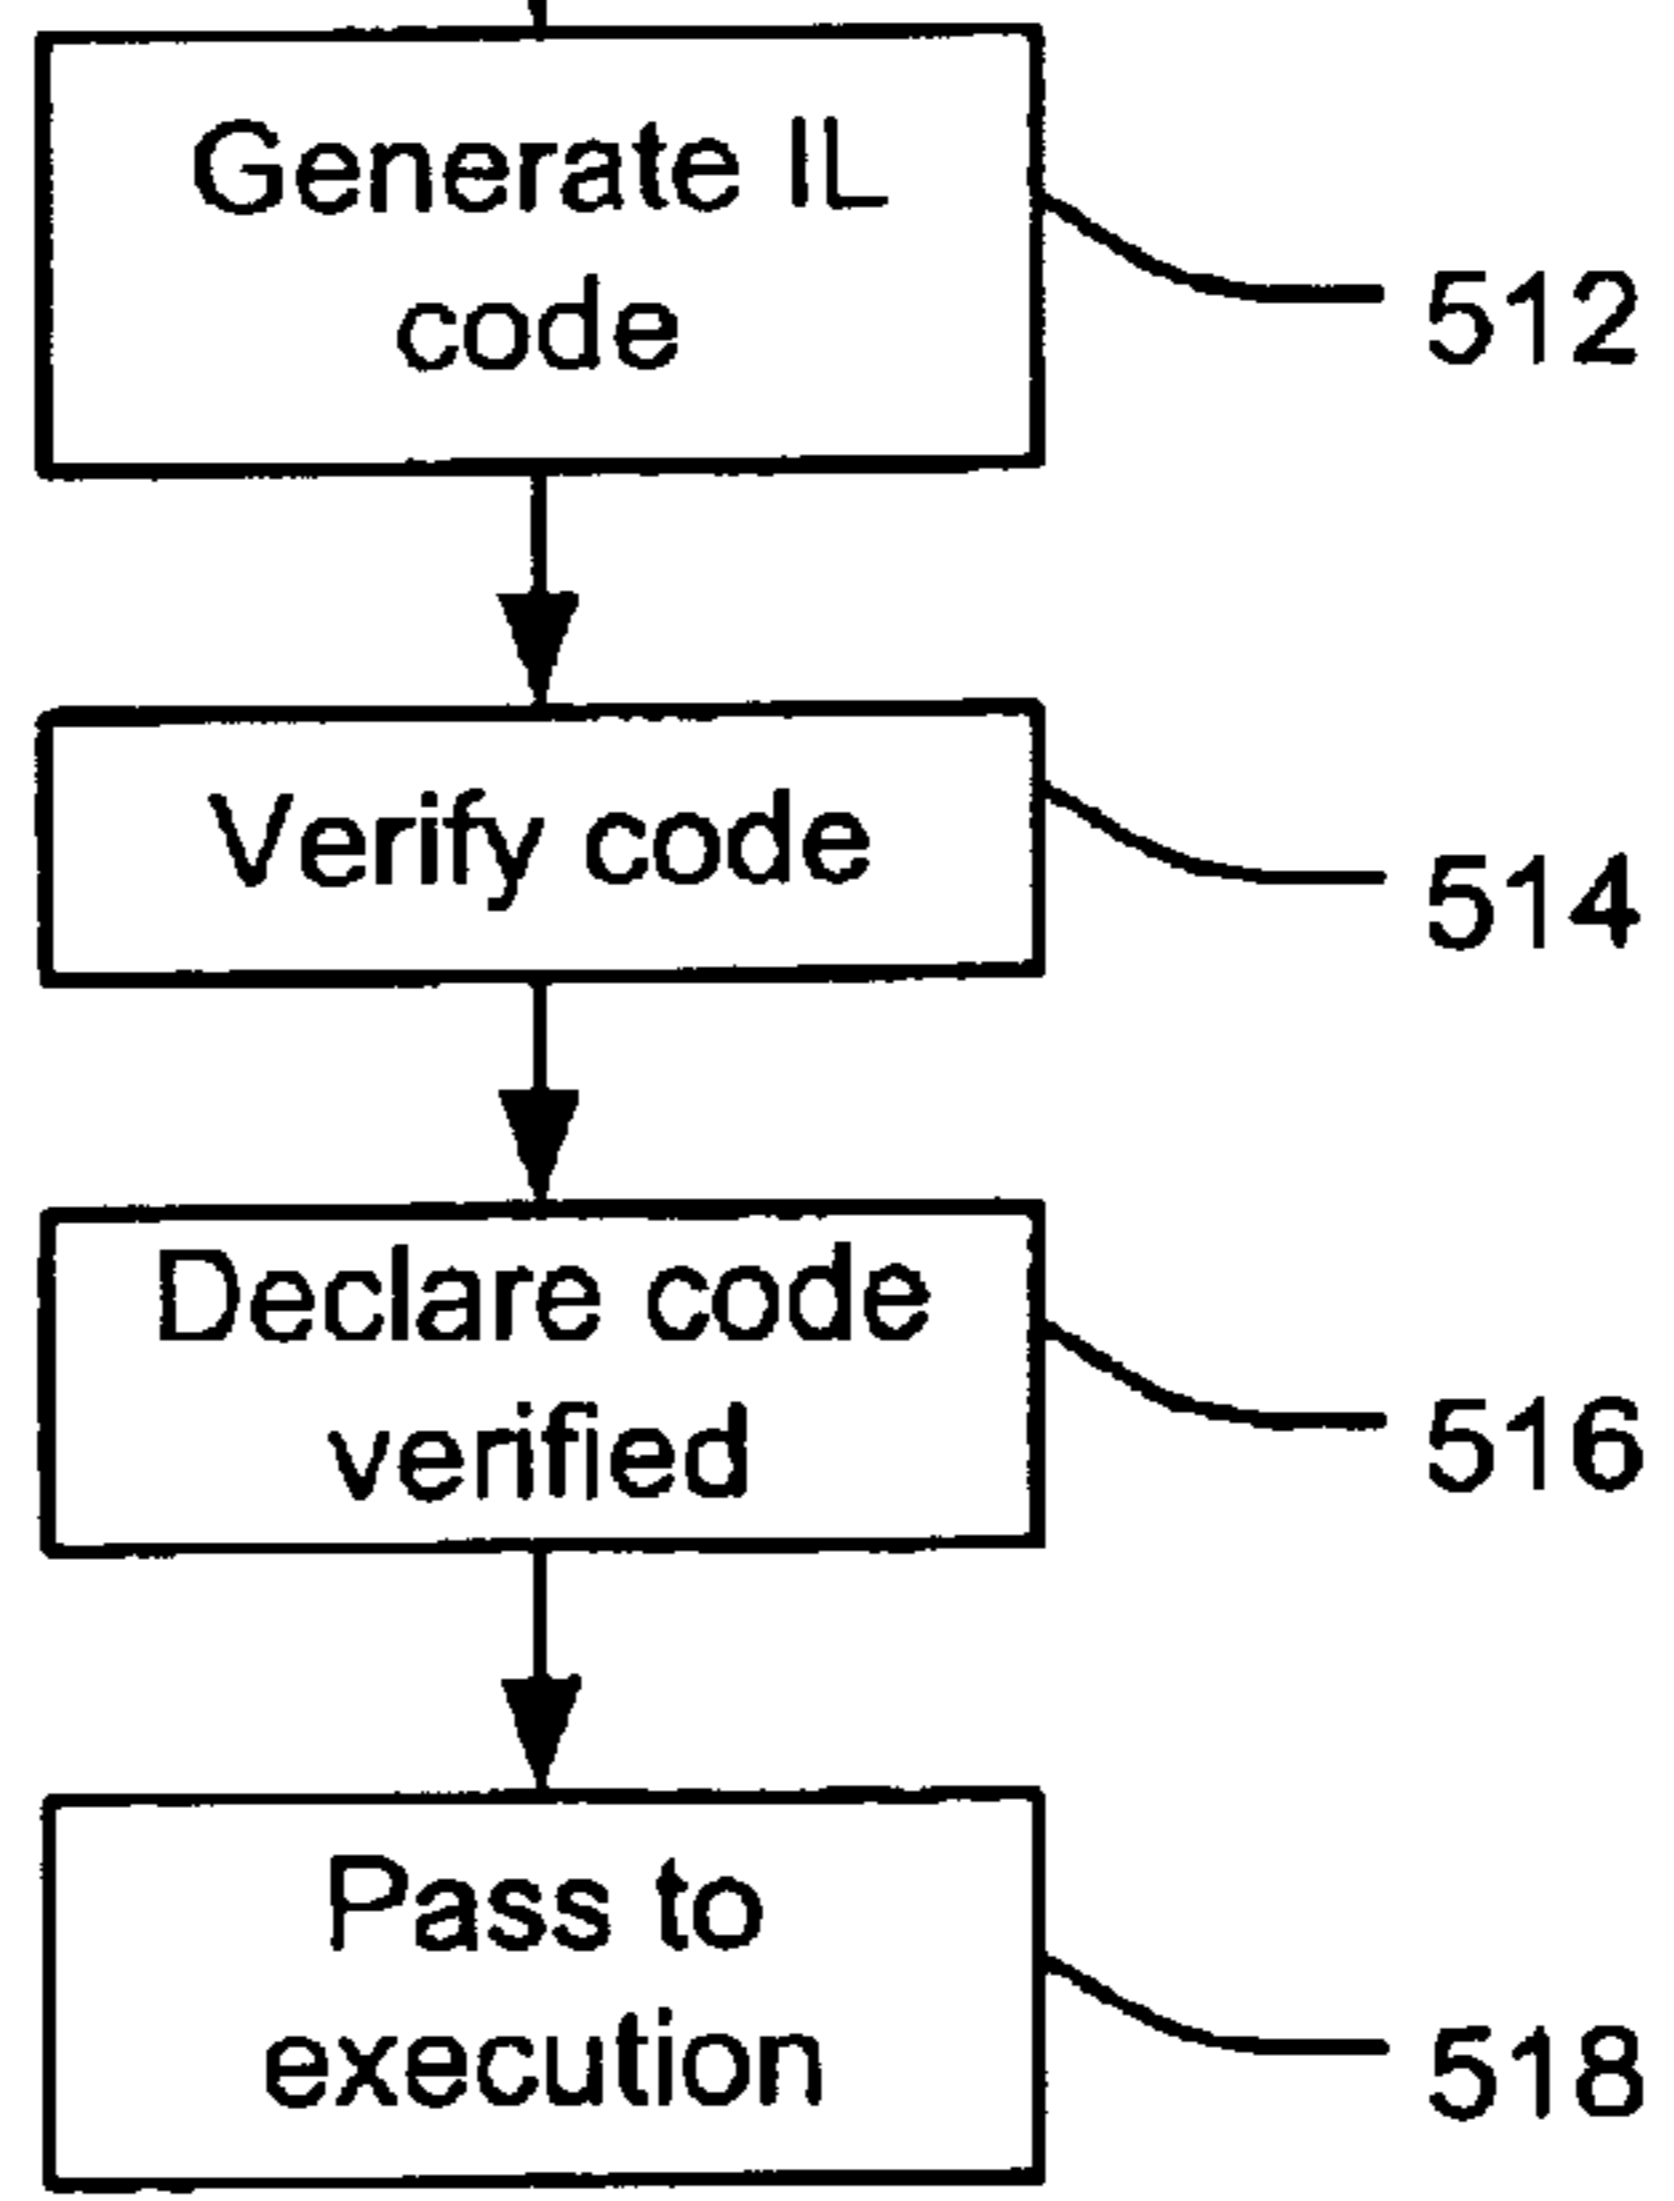 Generate IL
code
512
Verify code
514
Declare code
verified
516
Pass to
execution
518